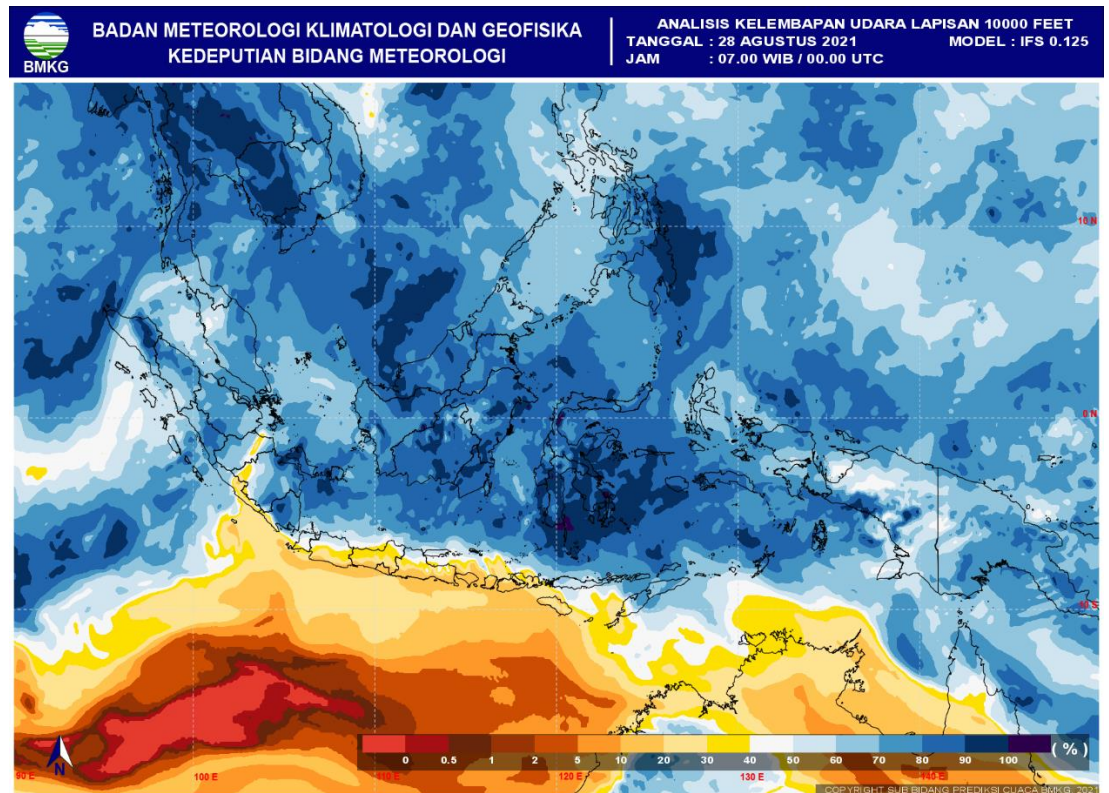 BMKG
BADAN METEOROLOGI KLIMATOLOGI DAN GEOFISIKA
KEDEPUTIAN BIDANG METEOROLOGI
ANALISIS KELEMBAPAN UDARA LAPISAN 10000 FEET
TANGGAL : 28 AGUSTUS 2021 MODEL : IFS 0.125
JAM : 07.00 WIB / 00.00 UTC
10 N
0 N
10 S
90 E 100 E 110 E 120 E 130 E 140 E
N
0 0.5 1 2 5 10 20 30 40 50 60 70 80 90 100 ( % )
COPYRIGHT SUB BIDANG PREDIKSI CUACA BMKG, 2021